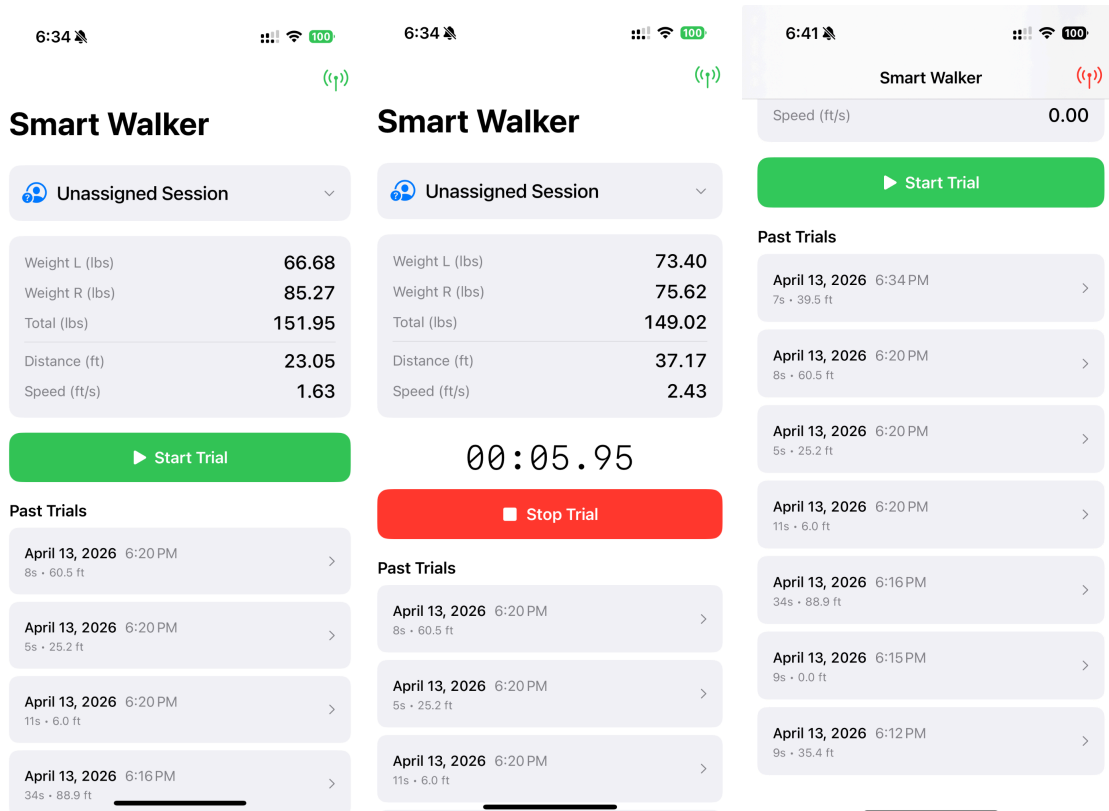 6:34
100
Smart Walker
Unassigned Session
Weight L (lbs) 66.68
Weight R (lbs) 85.27
Total (lbs) 151.95
Distance (ft) 23.05
Speed (ft/s) 1.63
Start Trial
Past Trials
April 13, 2026 6:20 PM
8s • 60.5 ft
April 13, 2026 6:20 PM
5s • 25.2 ft
April 13, 2026 6:20 PM
11s • 6.0 ft
April 13, 2026 6:16 PM
34s • 88.9 ft
6:34
100
Smart Walker
Unassigned Session
Weight L (lbs) 73.40
Weight R (lbs) 75.62
Total (lbs) 149.02
Distance (ft) 37.17
Speed (ft/s) 2.43
00:05.95
Stop Trial
Past Trials
April 13, 2026 6:20 PM
8s • 60.5 ft
April 13, 2026 6:20 PM
5s • 25.2 ft
April 13, 2026 6:20 PM
11s • 6.0 ft
6:41
100
Smart Walker
Speed (ft/s) 0.00
Start Trial
Past Trials
April 13, 2026 6:34 PM
7s • 39.5 ft
April 13, 2026 6:20 PM
8s • 60.5 ft
April 13, 2026 6:20 PM
5s • 25.2 ft
April 13, 2026 6:20 PM
11s • 6.0 ft
April 13, 2026 6:16 PM
34s • 88.9 ft
April 13, 2026 6:15 PM
9s • 0.0 ft
April 13, 2026 6:12 PM
9s • 35.4 ft